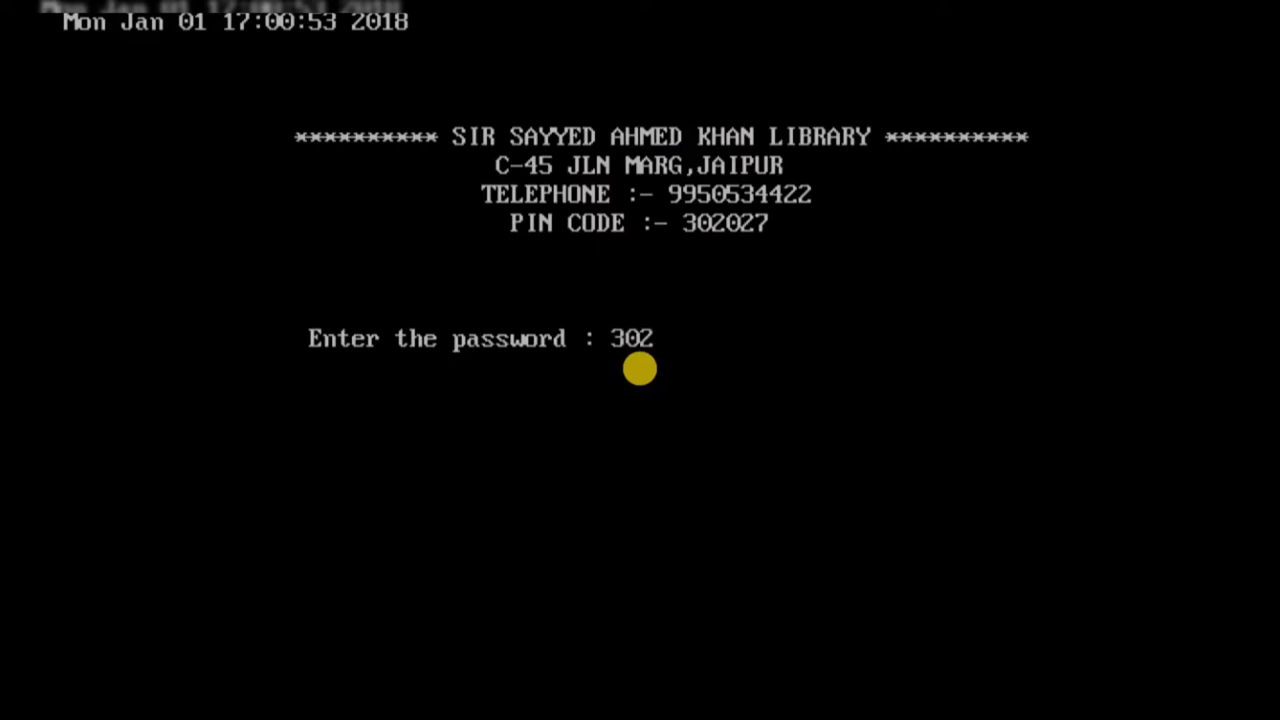 Mon Jan 01 17:00:53 2018
********** SIR SAYYED AHMED KHAN LIBRARY **********
C-45 JLN MARG,JAIPUR
TELEPHONE :- 9950534422
PIN CODE :- 302027
Enter the password : 302